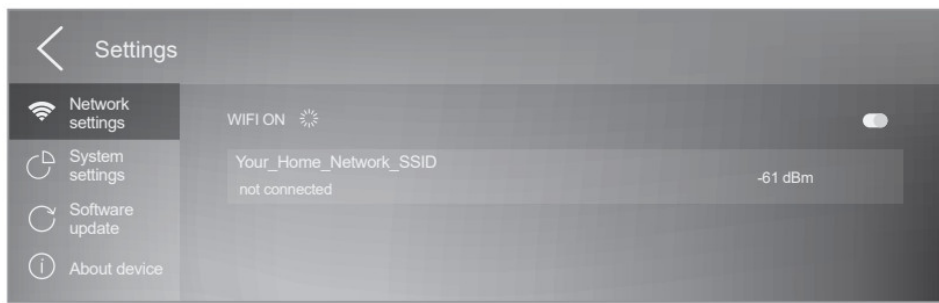 Settings
Network
settings
WIFI ON
System
settings
Your_Home_Network_SSID
-61 dBm
not connected
Software
update
About device